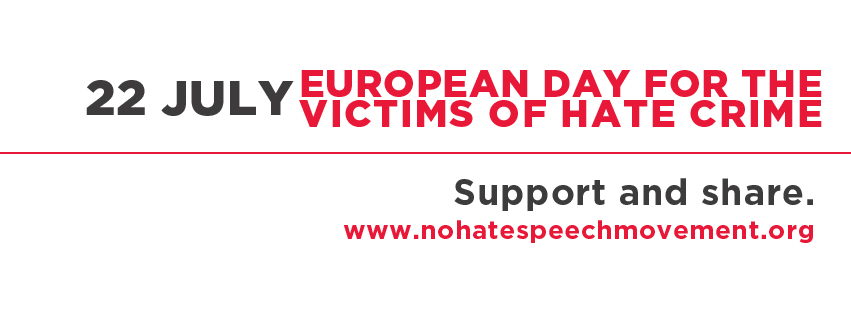 22 JULY
EUROPEAN DAY FOR THE
VICTIMS OF HATE CRIME
Support and share.
www.nohatespeechmovement.org